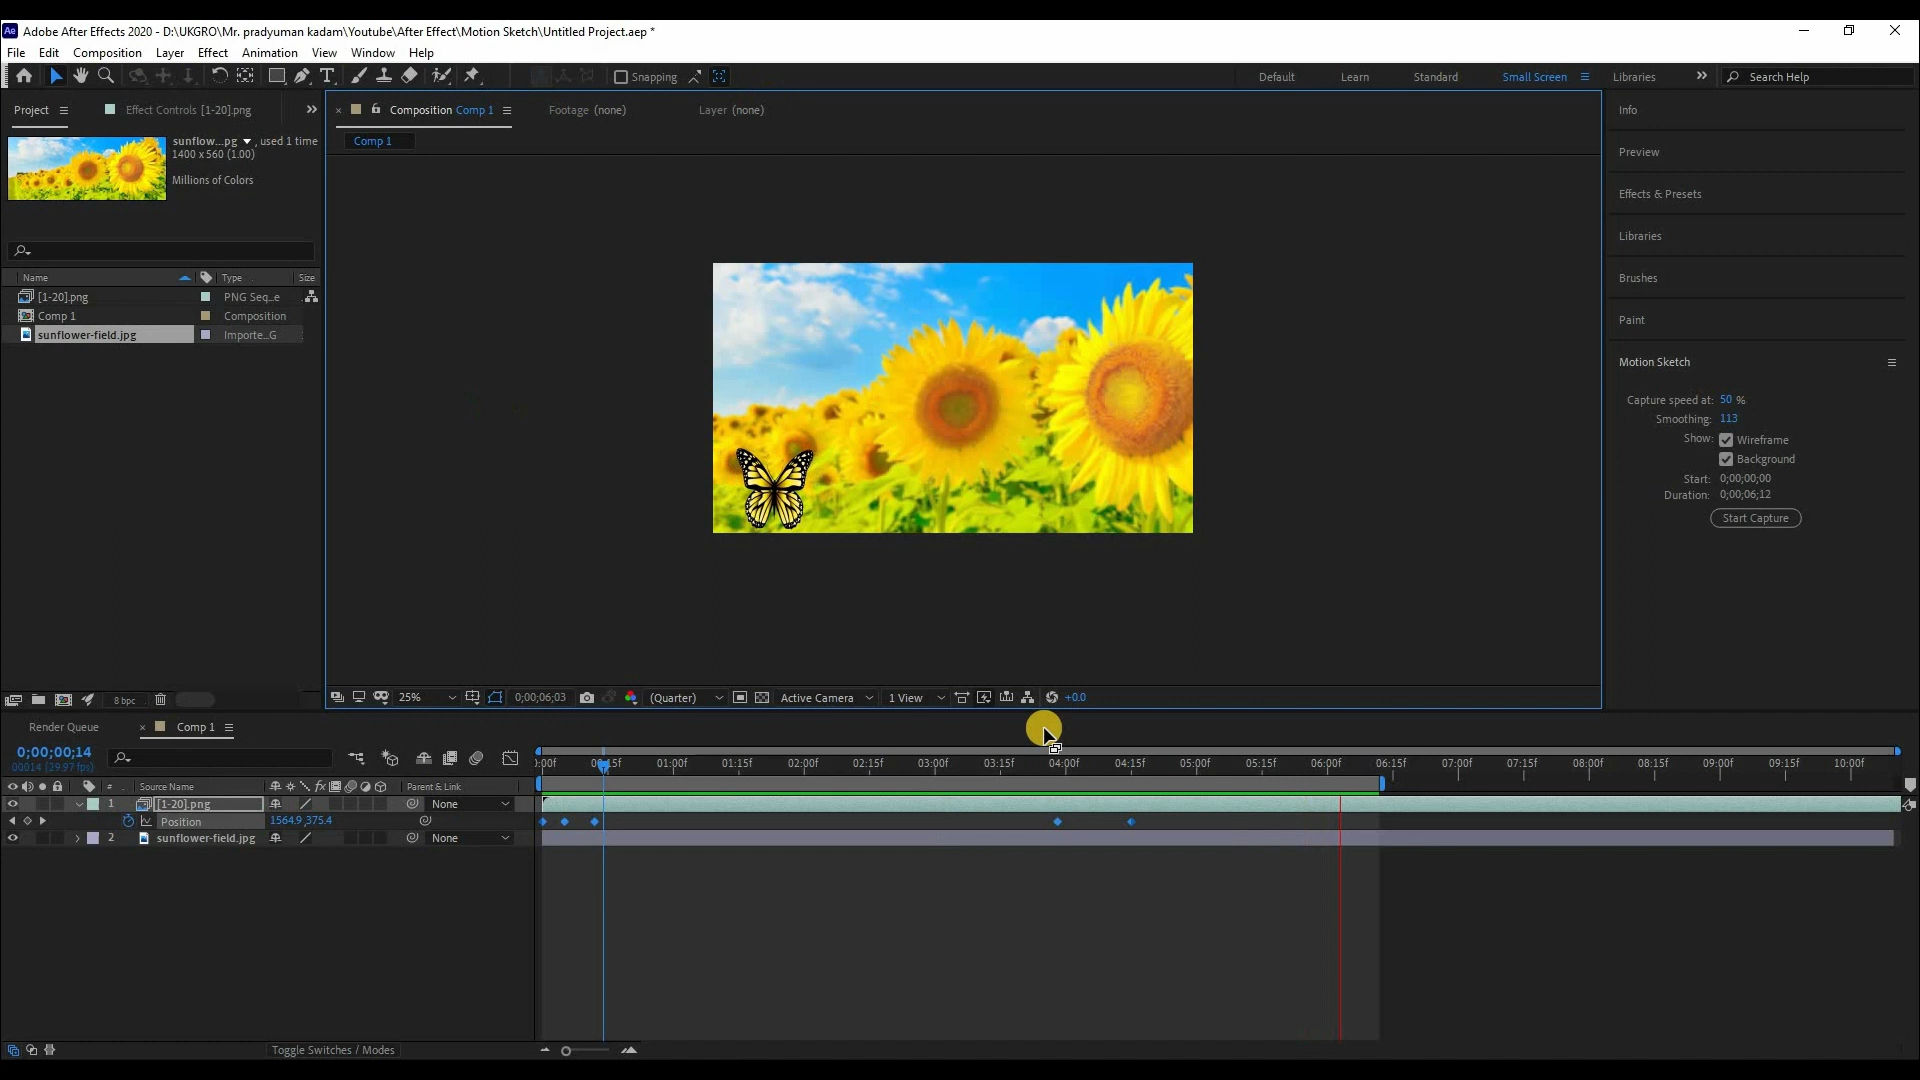 Adobe After Effects 2020 - D:\UKGRO\Mr. pradyuman kadam\Youtube\After Effect\Motion Sketch\Untitled Project.aep *
File Edit Composition Layer Effect Animation View Window Help
Snapping Default Learn Standard Small Screen Libraries Search Help
Project Effect Controls [1-20].png Composition Comp 1 Footage (none) Layer (none) Info
Comp 1
sunflow...pg , used 1 time
1400 x 560 (1.00)
Millions of Colors
Preview
Effects & Presets
Libraries
Brushes
Paint
Name Type Size
[1-20].png PNG Seq...e
Comp 1 Composition
sunflower-field.jpg Importe...G
Motion Sketch
Capture speed at: 50 %
Smoothing: 113
Show: Wireframe
Background
Start: 0;00;00;00
Duration: 0;00;06;12
Start Capture
8 bpc
25% 0;00;06;03 (Quarter) Active Camera 1 View +0.0
Render Queue Comp 1
0;00;00;14
00014 (29.97 fps)
:00f 00:15f 01:00f 01:15f 02:00f 02:15f 03:00f 03:15f 04:00f 04:15f 05:00f 05:15f 06:00f 06:15f 07:00f 07:15f 08:00f 08:15f 09:00f 09:15f 10:00f
# Source Name fx Parent & Link
1 [1-20].png None
Position 1564.9,375.4
2 sunflower-field.jpg None
Toggle Switches / Modes